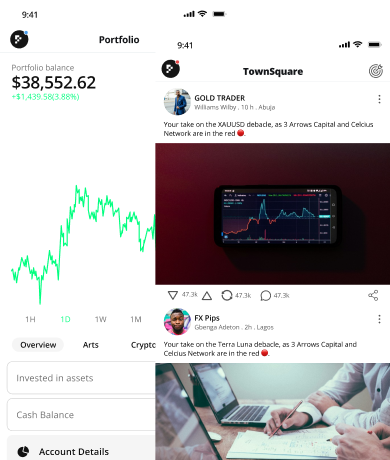 9:41
Portfolio
Portfolio balance
$38,552.62
+$1,439.58(3.88%)
1H
1D
1W
1M
Overview
Arts
Crypto
Invested in assets
Cash Balance
Account Details
9:41
TownSquare
GOLD TRADER
Williams Wilby . 10 h . Abuja
Your take on the XAUUSD debacle, as 3 Arrows Capital and Celcius
Network are in the red 🔴.
47.3k
47.3k
47.3k
FX Pips
Gbenga Adeton . 2h . Lagos
Your take on the Terra Luna debacle, as 3 Arrows Capital and
Celcius Network are in the red 🔴.